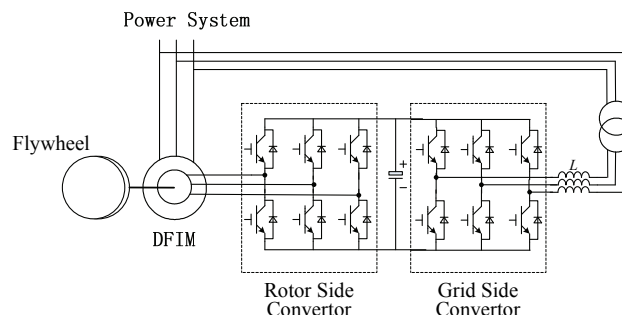 Power System
Flywheel
DFIM
+
−
L
Rotor Side
Convertor
Grid Side
Convertor